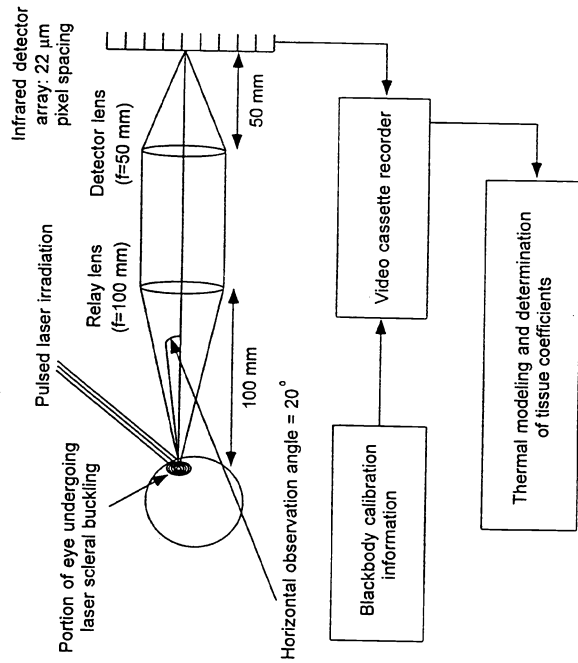 Portion of eye undergoing
laser scleral buckling
Pulsed laser irradiation
Relay lens
(f=100 mm)
Detector lens
(f=50 mm)
Infrared detector
array: 22 µm
pixel spacing
100 mm
50 mm
Horizontal observation angle = 20°
Blackbody calibration
information
Video cassette recorder
Thermal modeling and determination
of tissue coefficients